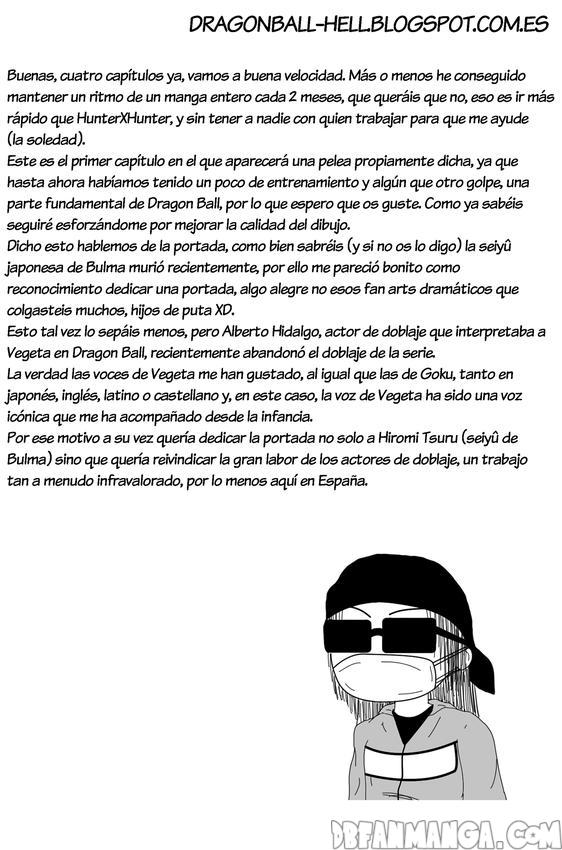 DRAGONBALL-HELL.BLOGSPOT.COM.ES
Buenas, cuatro capítulos ya, vamos a buena velocidad. Más o menos he conseguido
mantener un ritmo de un manga entero cada 2 meses, que queráis que no, eso es ir más
rápido que HunterXHunter, y sin tener a nadie con quien trabajar para que me ayude
(la soledad).
Este es el primer capítulo en el que aparecerá una pelea propiamente dicha, ya que
hasta ahora habíamos tenido un poco de entrenamiento y algún que otro golpe, una
parte fundamental de Dragon Ball, por lo que espero que os guste. Como ya sabéis
seguiré esforzándome por mejorar la calidad del dibujo.
Dicho esto hablemos de la portada, como bien sabréis (y si no os lo digo) la seiyû
japonesa de Bulma murió recientemente, por ello me pareció bonito como
reconocimiento dedicar una portada, algo alegre no esos fan arts dramáticos que
colgasteis muchos, hijos de puta XD.
Esto tal vez lo sepáis menos, pero Alberto Hidalgo, actor de doblaje que interpretaba a
Vegeta en Dragon Ball, recientemente abandonó el doblaje de la serie.
La verdad las voces de Vegeta me han gustado, al igual que las de Goku, tanto en
japonés, inglés, latino o castellano y, en este caso, la voz de Vegeta ha sido una voz
icónica que me ha acompañado desde la infancia.
Por ese motivo a su vez quería dedicar la portada no solo a Hiromi Tsuru (seiyû de
Bulma) sino que quería reivindicar la gran labor de los actores de doblaje, un trabajo
tan a menudo infravalorado, por lo menos aquí en España.
DBFANMANGA.COM